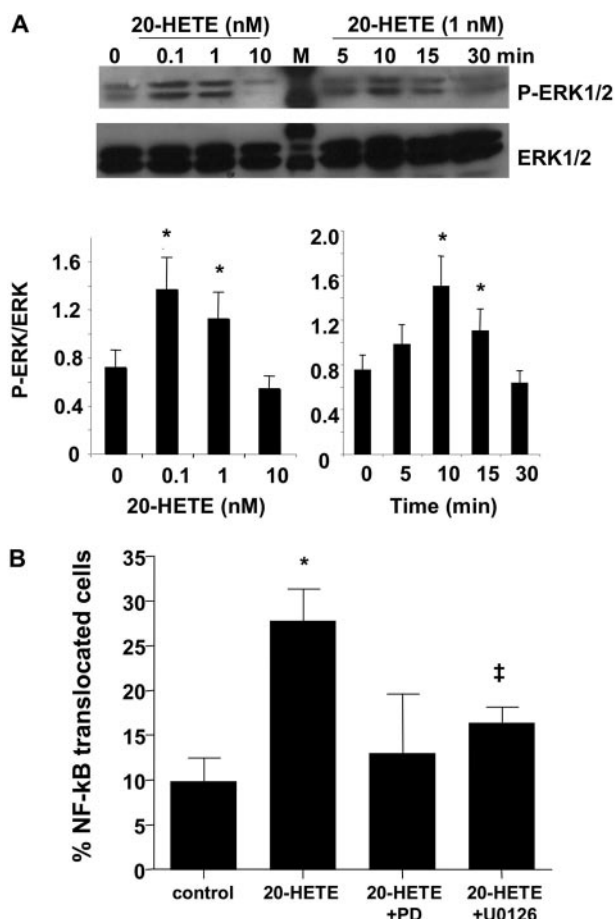 A
20-HETE (nM) 20-HETE (1 nM)
0 0.1 1 10 M 5 10 15 30 min
P-ERK1/2
ERK1/2
P-ERK/ERK
1.6
1.2
0.8
0.4
0
0 0.1 1 10
20-HETE (nM)
2.0
1.6
1.2
0.8
0.4
0
0 5 10 15 30
Time (min)
* *
* *
B
% NF-kB translocated cells
35
30
25
20
15
10
5
0
*
‡
control 20-HETE 20-HETE 20-HETE
+PD +U0126